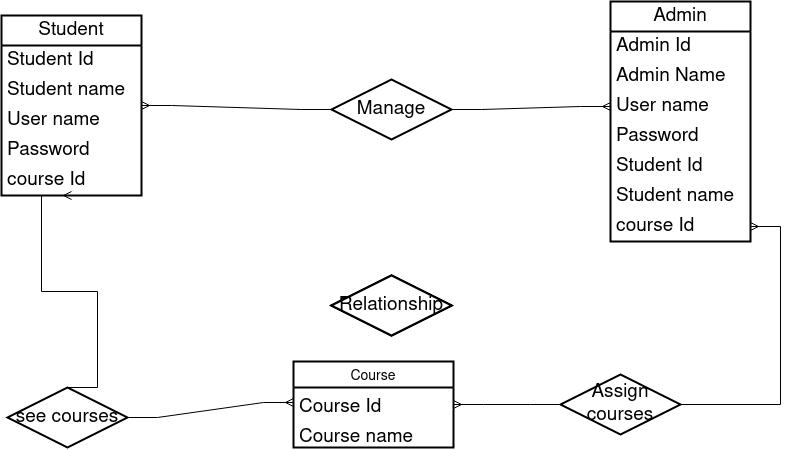 Student
Student Id
Student name
User name
Password
course Id
Manage
Admin
Admin Id
Admin Name
User name
Password
Student Id
Student name
course Id
Relationship
see courses
Course
Course Id
Course name
Assign
courses